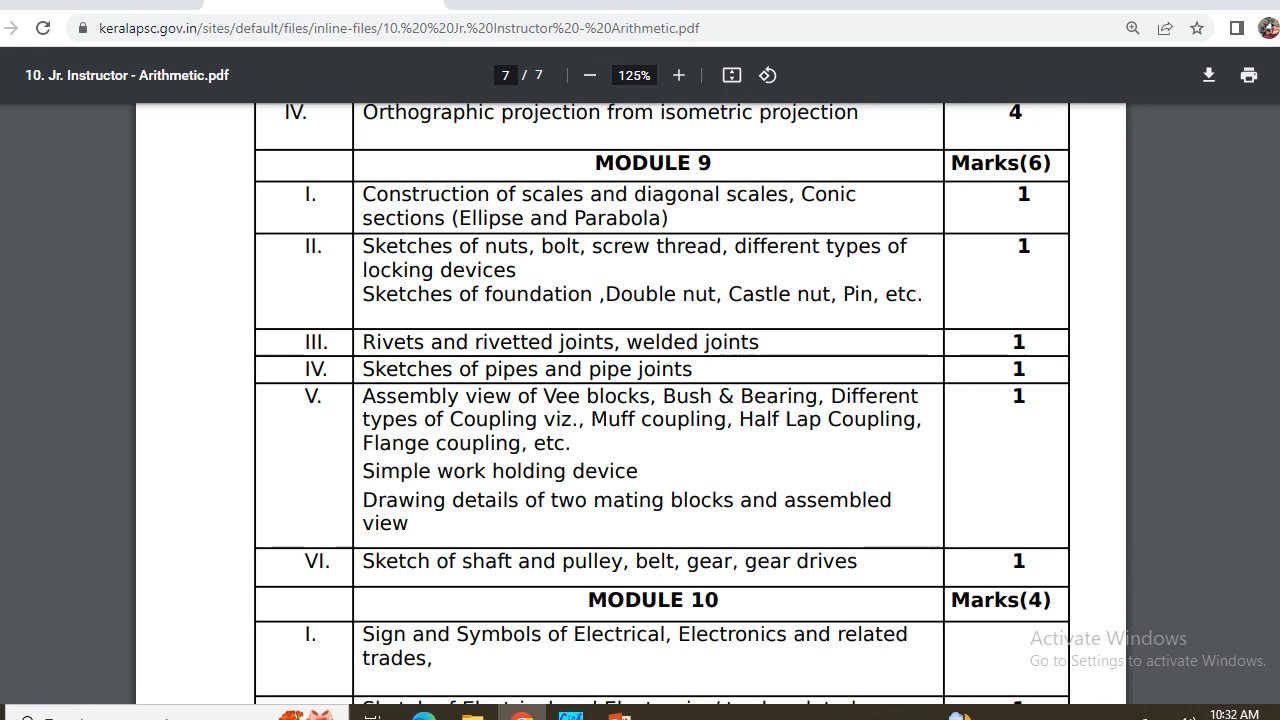 keralapsc.gov.in/sites/default/files/inline-files/10.%20%20Jr.%20Instructor%20-%20Arithmetic.pdf
10. Jr. Instructor - Arithmetic.pdf 7 / 7 125%
IV. Orthographic projection from isometric projection 4
MODULE 9 Marks(6)
I. Construction of scales and diagonal scales, Conic 1
sections (Ellipse and Parabola)
II. Sketches of nuts, bolt, screw thread, different types of 1
locking devices
Sketches of foundation ,Double nut, Castle nut, Pin, etc.
III. Rivets and rivetted joints, welded joints 1
IV. Sketches of pipes and pipe joints 1
V. Assembly view of Vee blocks, Bush & Bearing, Different 1
types of Coupling viz., Muff coupling, Half Lap Coupling,
Flange coupling, etc.
Simple work holding device
Drawing details of two mating blocks and assembled
view
VI. Sketch of shaft and pulley, belt, gear, gear drives 1
MODULE 10 Marks(4)
I. Sign and Symbols of Electrical, Electronics and related
trades,
Activate Windows
Go to Settings to activate Windows.
10:32 AM